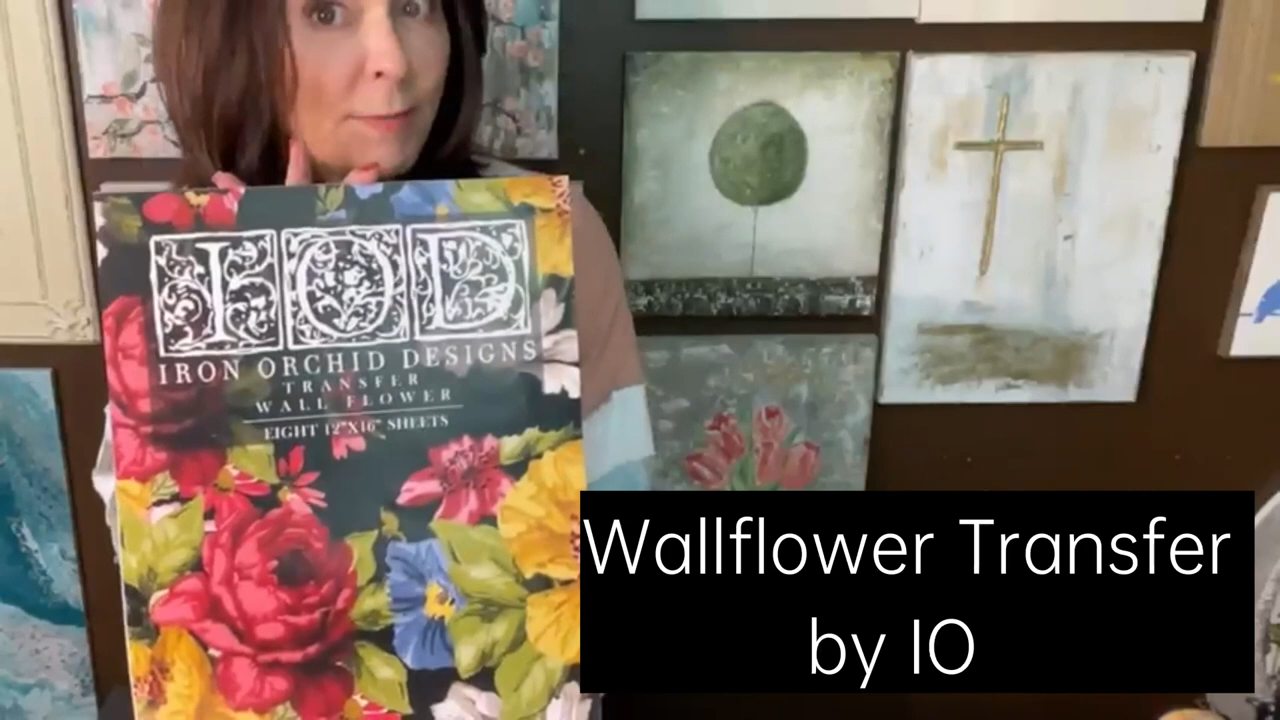 IOD
IRON ORCHID DESIGNS
TRANSFER
WALL FLOWER
EIGHT 12"X16" SHEETS
Wallflower Transfer
by IO